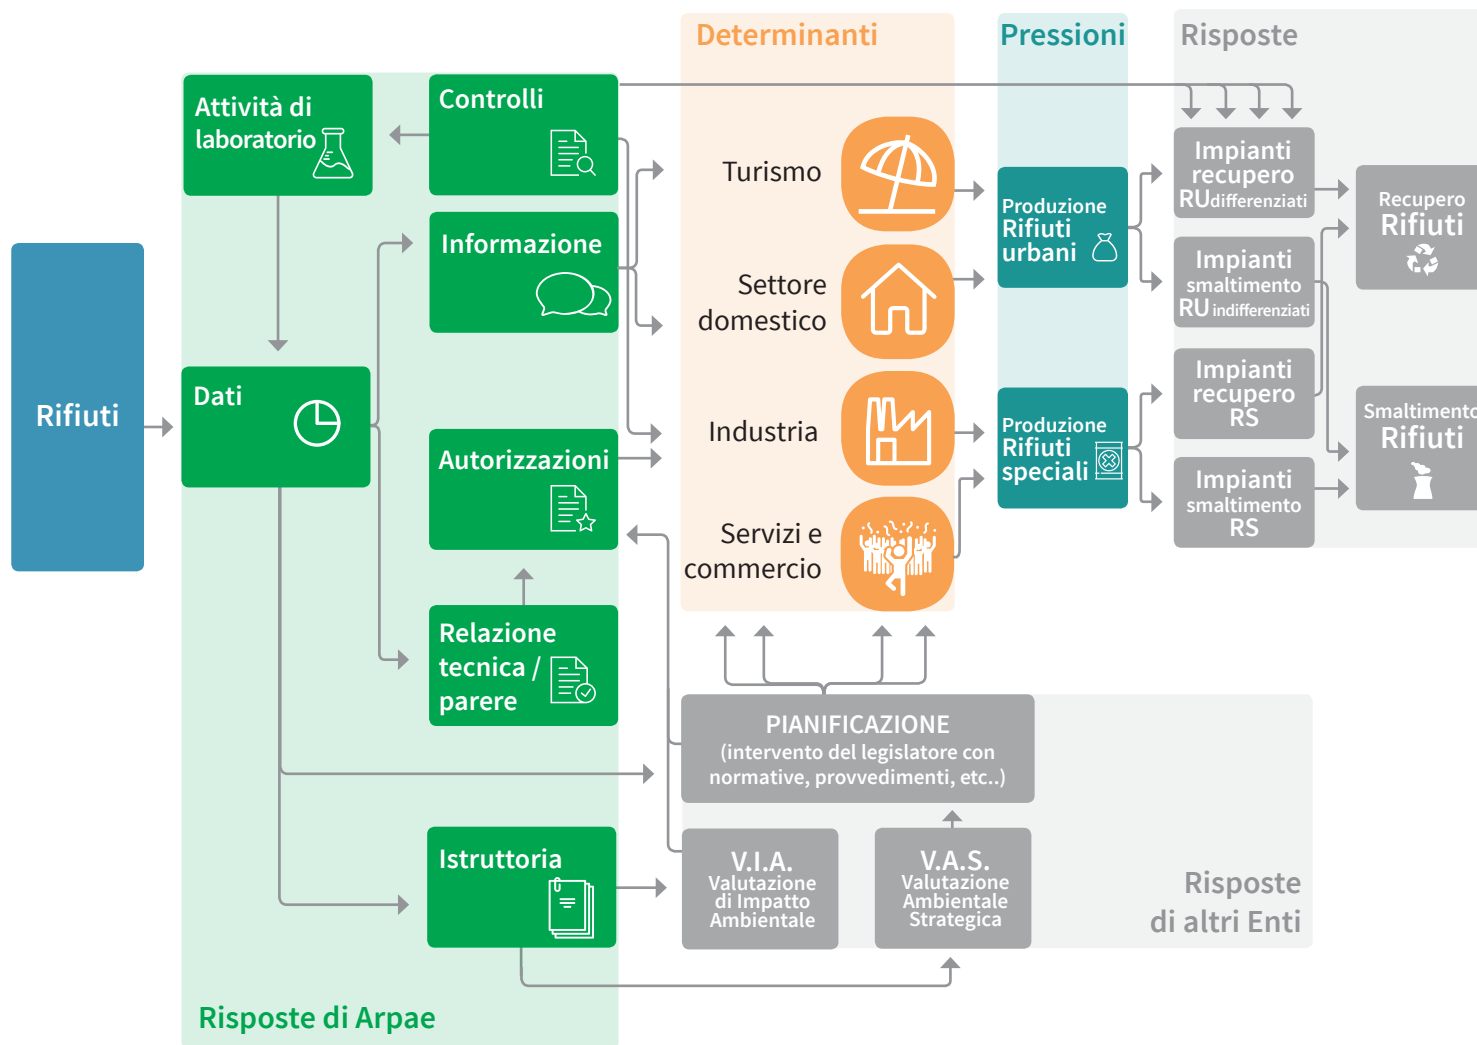 Determinanti
Pressioni
Risposte
Attività di
laboratorio
Controlli
Informazione
Rifiuti
Dati
Autorizzazioni
Relazione
tecnica /
parere
Istruttoria
Risposte di Arpae
Turismo
Settore
domestico
Industria
Servizi e
commercio
Produzione
Rifiuti
urbani
Produzione
Rifiuti
speciali
Impianti
recupero
RU differenziati
Impianti
smaltimento
RU indifferenziati
Impianti
recupero
RS
Impianti
smaltimento
RS
Recupero
Rifiuti
Smaltimento
Rifiuti
PIANIFICAZIONE
(intervento del legislatore con
normative, provvedimenti, etc..)
V.I.A.
Valutazione
di Impatto
Ambientale
V.A.S.
Valutazione
Ambientale
Strategica
Risposte
di altri Enti